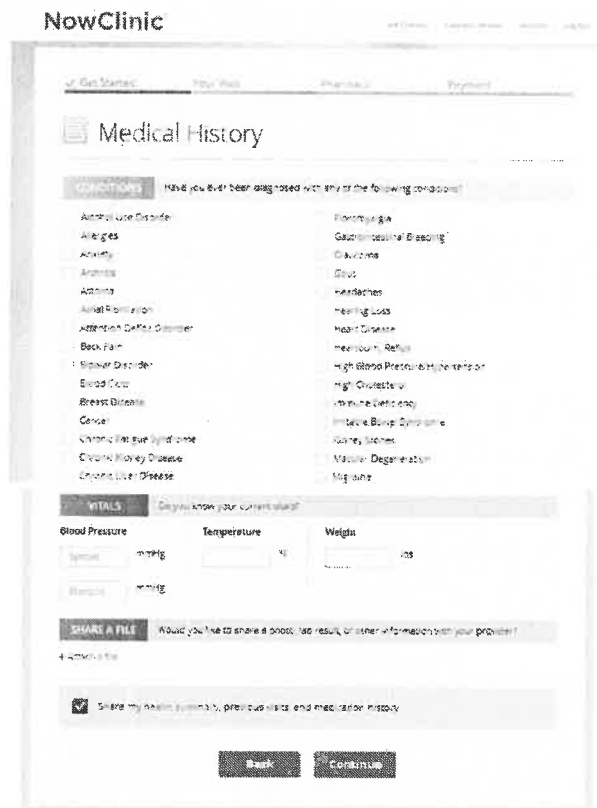 NowClinic
Get Started
Your Visit
Pharmacy
Payment
Medical History
CONDITIONS Have you ever been diagnosed with any of the following conditions?
Alcohol Use Disorder
Allergies
Anxiety
Arthritis
Asthma
Atrial Fibrillation
Attention Deficit Disorder
Back Pain
Bipolar Disorder
Blood Clots
Breast Disease
Cancer
Chronic Fatigue Syndrome
Chronic Kidney Disease
Chronic Liver Disease
Fibromyalgia
Gastrointestinal Bleeding
Glaucoma
Gout
Headaches
Hearing Loss
Heart Disease
Heartburn, Reflux
High Blood Pressure/Hypertension
High Cholesterol
Immune Deficiency
Irritable Bowel Syndrome
Kidney Stones
Macular Degeneration
Migraine
VITALS Do you know your current vitals?
Blood Pressure Temperature Weight
Systolic mmHg °F lbs
Diastolic mmHg
SHARE A FILE Would you like to share a photo, lab result, or other information with your provider?
+ Attach a file
Share my health summary, previous visits, and medication history
Back Continue